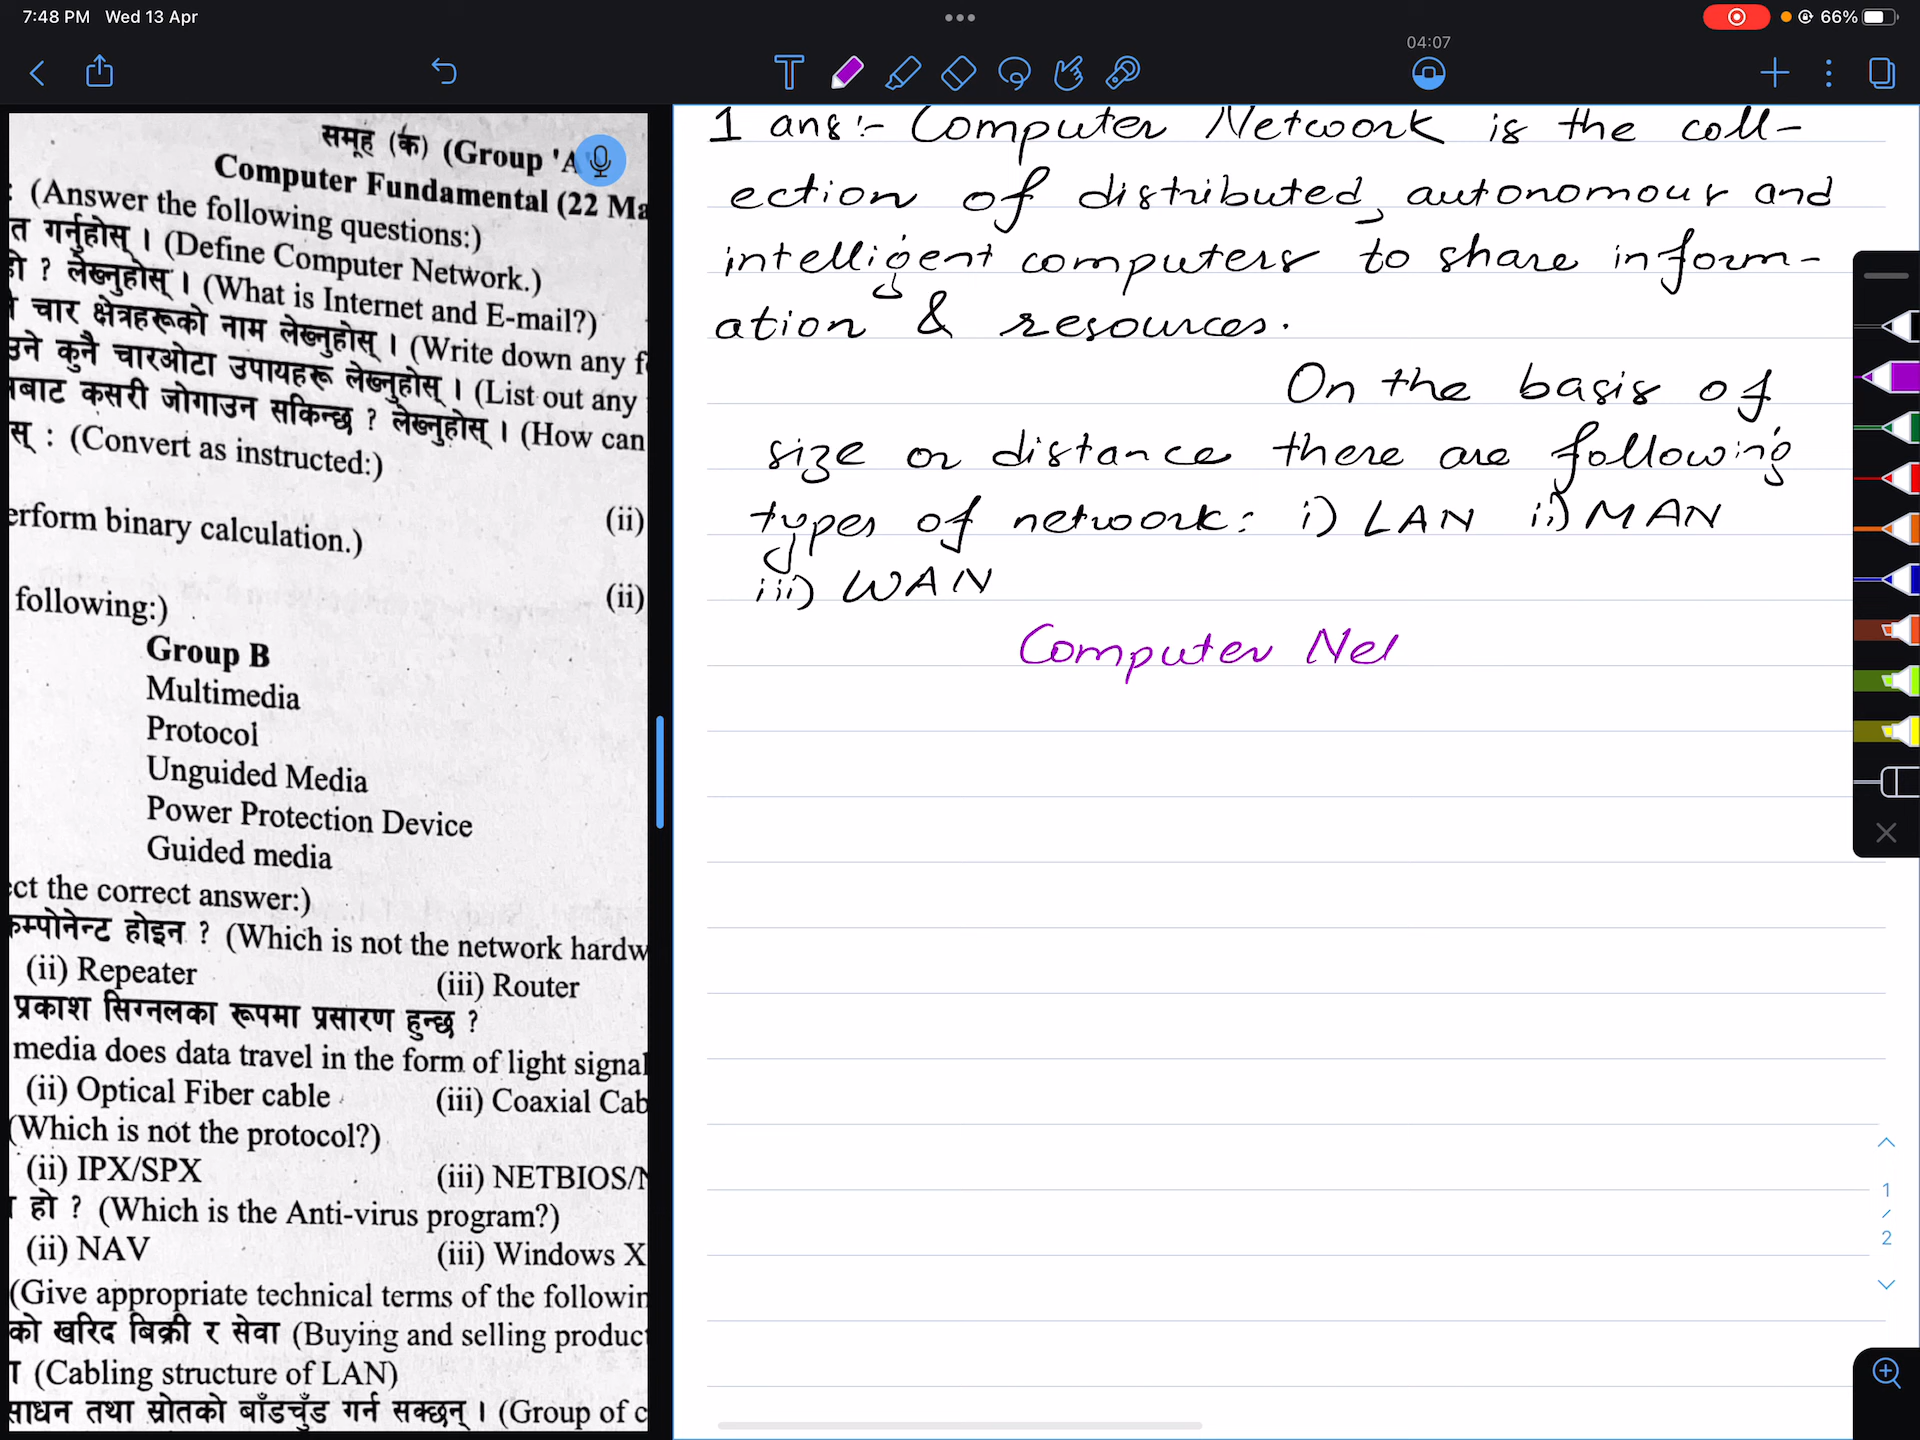 7:48 PM Wed 13 Apr
66%
04:07
समूह (क) (Group 'A
Computer Fundamental (22 Ma
: (Answer the following questions:)
त गर्नुहोस् । (Define Computer Network.)
? लेख्नुहोस् । (What is Internet and E-mail?)
चार क्षेत्रहरूको नाम लेख्नुहोस् । (Write down any f
उने कुनै चारओटा उपायहरू लेख्नुहोस् । (List out any
बाट कसरी जोगाउन सकिन्छ ? लेख्नुहोस् । (How can
स् : (Convert as instructed:)
(ii)
erform binary calculation.)
(ii)
following:)
Group B
Multimedia
Protocol
Unguided Media
Power Protection Device
Guided media
ect the correct answer:)
कम्पोनेन्ट होइन ? (Which is not the network hardw
(ii) Repeater (iii) Router
प्रकाश सिग्नलका रूपमा प्रसारण हुन्छ ?
media does data travel in the form of light signal
(ii) Optical Fiber cable (iii) Coaxial Cab
(Which is not the protocol?)
(ii) IPX/SPX (iii) NETBIOS/N
हो ? (Which is the Anti-virus program?)
(ii) NAV (iii) Windows X
(Give appropriate technical terms of the followin
को खरिद बिक्री र सेवा (Buying and selling product
(Cabling structure of LAN)
साधन तथा स्रोतको बाँडचुँड गर्न सक्छन् । (Group of c
1 ans :- Computer Network is the coll-
ection of distributed, autonomour and
intelligent computers to share inform-
ation & resources.
On the basis of
size or distance there are following
types of network: i) LAN ii) MAN
iii) WAN
Computer Net
1
/
2